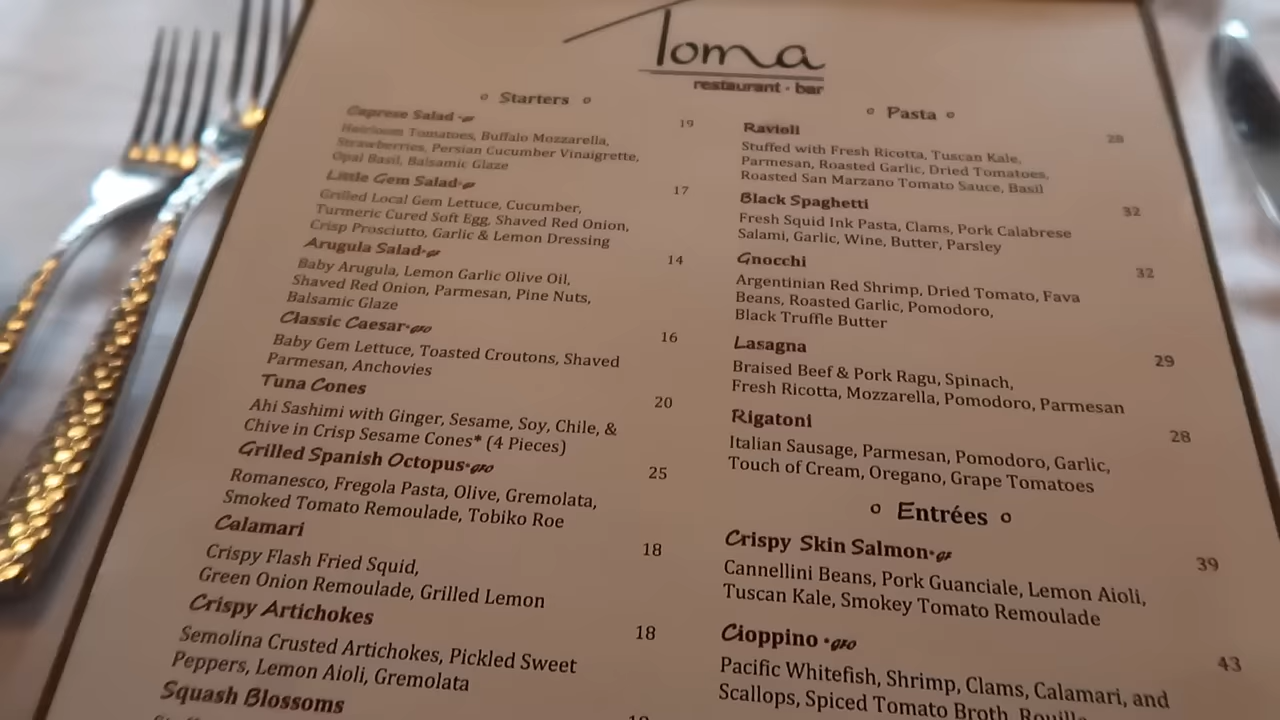 Toma
restaurant · bar
Starters
Caprese Salad 19
Heirloom Tomatoes, Buffalo Mozzarella,
Strawberries, Persian Cucumber Vinaigrette,
Opal Basil, Balsamic Glaze
Little Gem Salad 17
Grilled Local Gem Lettuce, Cucumber,
Turmeric Cured Soft Egg, Shaved Red Onion,
Crisp Prosciutto, Garlic & Lemon Dressing
Arugula Salad 14
Baby Arugula, Lemon Garlic Olive Oil,
Shaved Red Onion, Parmesan, Pine Nuts,
Balsamic Glaze
Classic Caesar•GFO 16
Baby Gem Lettuce, Toasted Croutons, Shaved
Parmesan, Anchovies
Tuna Cones 20
Ahi Sashimi with Ginger, Sesame, Soy, Chile, &
Chive in Crisp Sesame Cones* (4 Pieces)
Grilled Spanish Octopus•GFO 25
Romanesco, Fregola Pasta, Olive, Gremolata,
Smoked Tomato Remoulade, Tobiko Roe
Calamari 18
Crispy Flash Fried Squid,
Green Onion Remoulade, Grilled Lemon
Crispy Artichokes 18
Semolina Crusted Artichokes, Pickled Sweet
Peppers, Lemon Aioli, Gremolata
Squash Blossoms
Pasta
Ravioli 28
Stuffed with Fresh Ricotta, Tuscan Kale,
Parmesan, Roasted Garlic, Dried Tomatoes,
Roasted San Marzano Tomato Sauce, Basil
Black Spaghetti 32
Fresh Squid Ink Pasta, Clams, Pork Calabrese
Salami, Garlic, Wine, Butter, Parsley
Gnocchi 32
Argentinian Red Shrimp, Dried Tomato, Fava
Beans, Roasted Garlic, Pomodoro,
Black Truffle Butter
Lasagna 29
Braised Beef & Pork Ragu, Spinach,
Fresh Ricotta, Mozzarella, Pomodoro, Parmesan
Rigatoni 28
Italian Sausage, Parmesan, Pomodoro, Garlic,
Touch of Cream, Oregano, Grape Tomatoes
Entrées
Crispy Skin Salmon•GF 39
Cannellini Beans, Pork Guanciale, Lemon Aioli,
Tuscan Kale, Smokey Tomato Remoulade
Cioppino •GFO 43
Pacific Whitefish, Shrimp, Clams, Calamari, and
Scallops, Spiced Tomato Broth, Rouille